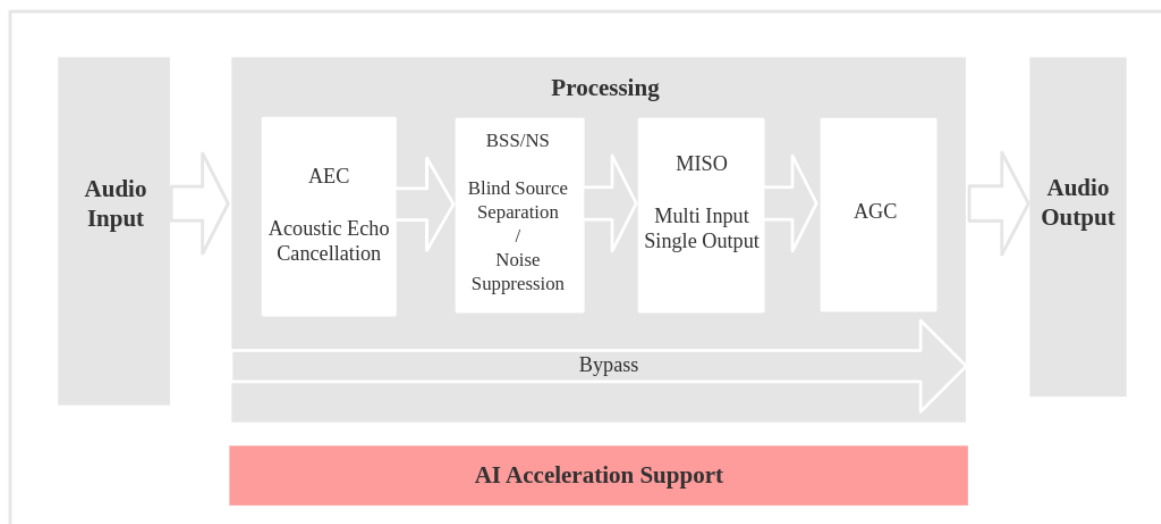 Audio
Input
Processing
AEC
Acoustic Echo
Cancellation
BSS/NS
Blind Source
Separation
/
Noise
Suppression
MISO
Multi Input
Single Output
AGC
Bypass
Audio
Output
AI Acceleration Support